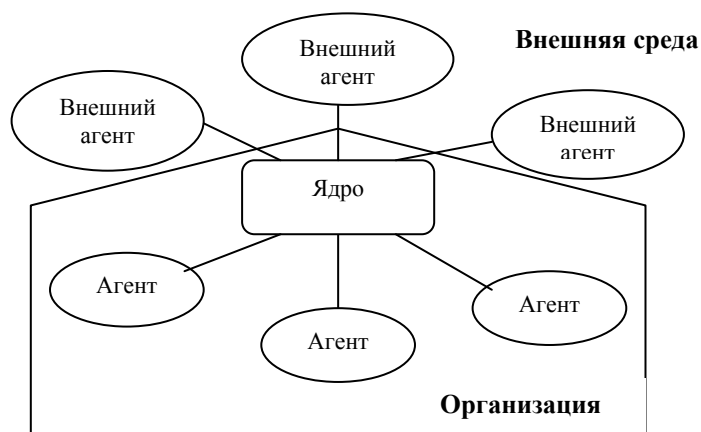 Внешняя среда
Внешний
агент
Внешний
агент
Внешний
агент
Ядро
Агент
Агент
Агент
Организация